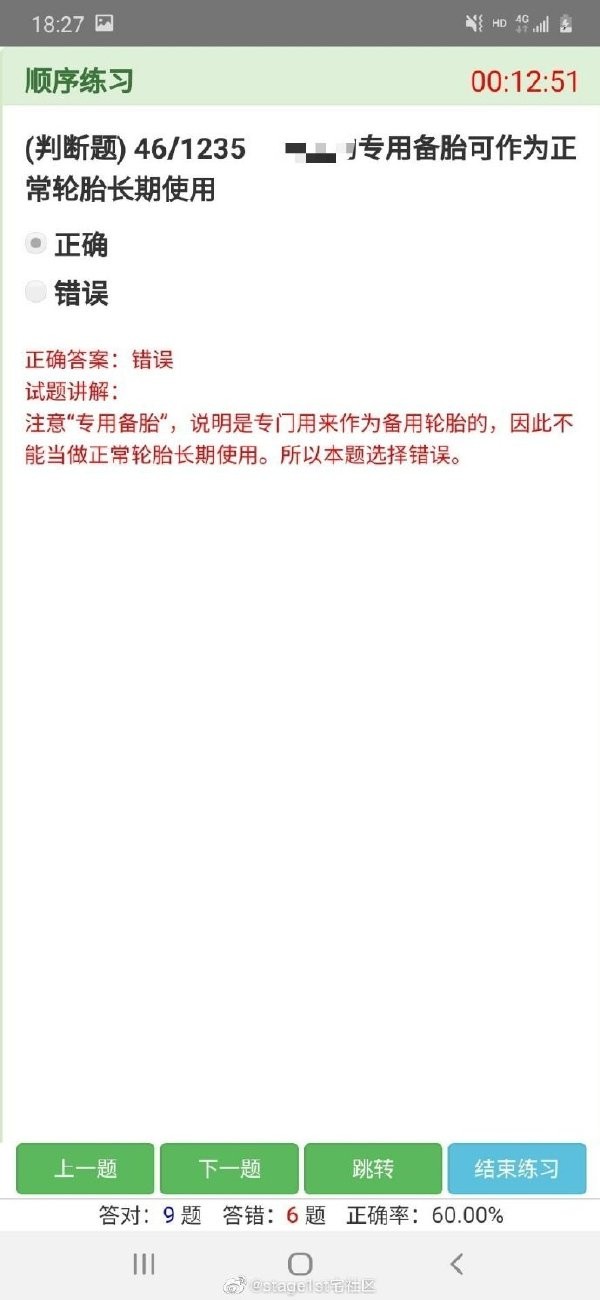 18:27
HD 4G
顺序练习 00:12:51
(判断题) 46/1235 专用备胎可作为正
常轮胎长期使用
正确
错误
正确答案：错误
试题讲解：
注意“专用备胎”，说明是专门用来作为备用轮胎的，因此不
能当做正常轮胎长期使用。所以本题选择错误。
上一题 下一题 跳转 结束练习
答对：9 题 答错：6 题 正确率：60.00%
@stage1st宅社区